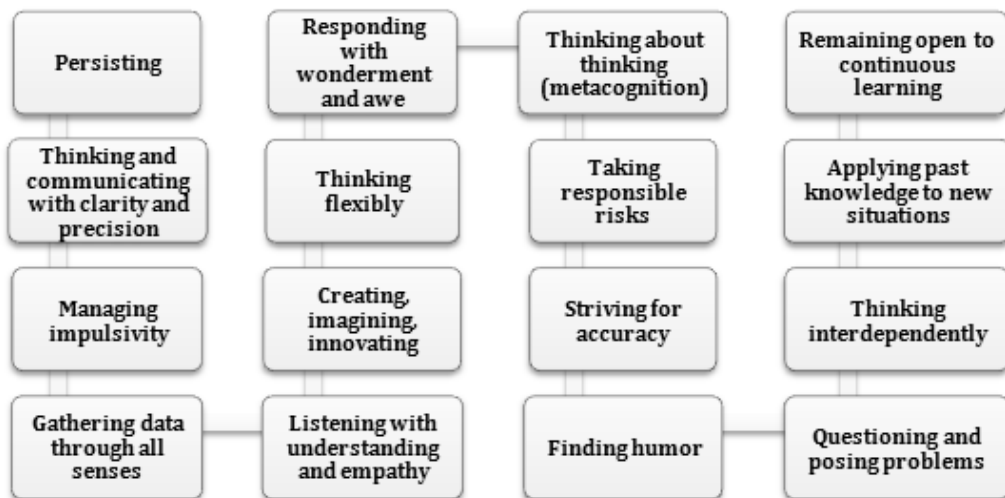 Persisting
Thinking and
communicating
with clarity and
precision
Managing
impulsivity
Gathering data
through all
senses
Listening with
understanding
and empathy
Creating,
imagining,
innovating
Thinking
flexibly
Responding
with
wonderment
and awe
Thinking about
thinking
(metacognition)
Taking
responsible
risks
Striving for
accuracy
Finding humor
Questioning and
posing problems
Thinking
interdependently
Applying past
knowledge to new
situations
Remaining open to
continuous
learning